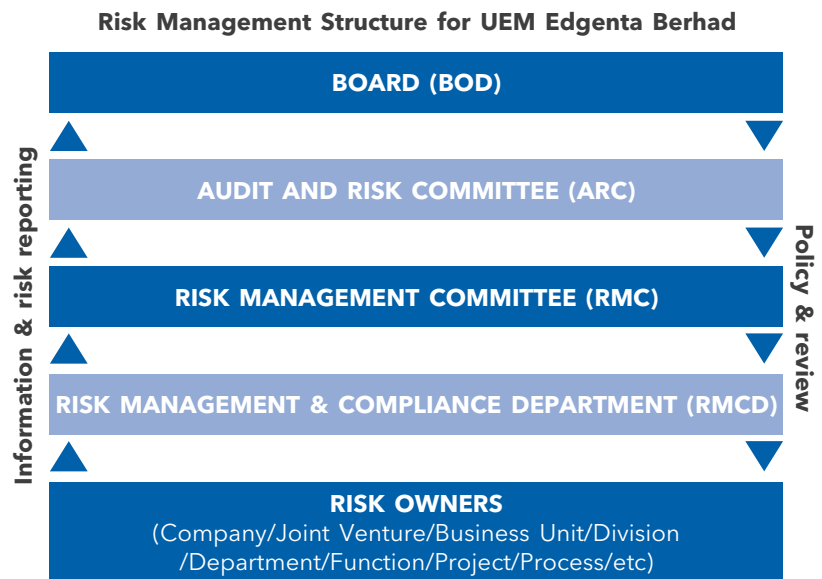 Risk Management Structure for UEM Edgenta Berhad
BOARD (BOD)
AUDIT AND RISK COMMITTEE (ARC)
RISK MANAGEMENT COMMITTEE (RMC)
RISK MANAGEMENT & COMPLIANCE DEPARTMENT (RMCD)
RISK OWNERS
(Company/Joint Venture/Business Unit/Division
/Department/Function/Project/Process/etc)
Information & risk reporting
Policy & review